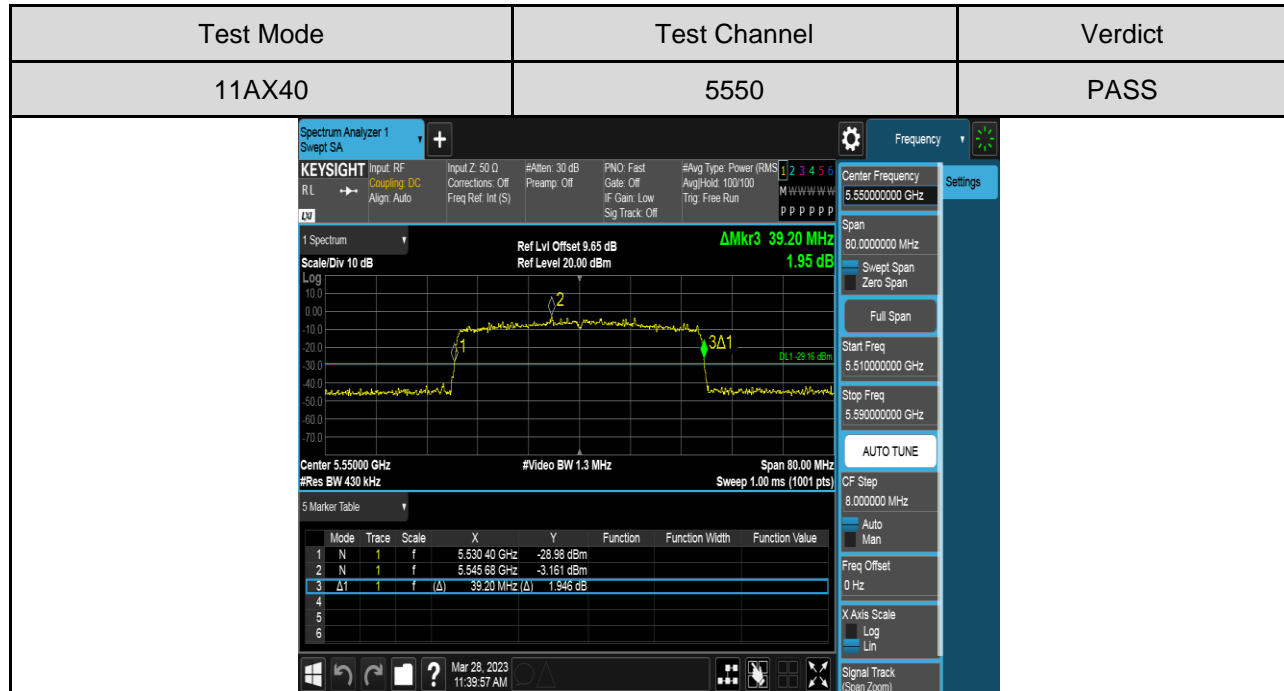 Test Mode Test Channel Verdict
11AX40 5550 PASS
Spectrum Analyzer 1
Swept SA
+
Frequency
KEYSIGHT Input: RF Input Z: 50 Ω #Atten: 30 dB PNO: Fast #Avg Type: Power (RMS 1 2 3 4 5 6
RL Coupling: DC Corrections: Off Preamp: Off Gate: Off Avg|Hold: 100/100 M W W W W W
Align: Auto Freq Ref: Int (S) IF Gain: Low Trig: Free Run
LXI Sig Track: Off P P P P P P
1 Spectrum
Ref Lvl Offset 9.65 dB ΔMkr3 39.20 MHz
Scale/Div 10 dB Ref Level 20.00 dBm 1.95 dB
Log
10.0
0.00
-10.0
-20.0
-30.0
-40.0
-50.0
-60.0
-70.0
2
1
3Δ1
DL1 -29.16 dBm
Center 5.55000 GHz #Video BW 1.3 MHz Span 80.00 MHz
#Res BW 430 kHz Sweep 1.00 ms (1001 pts)
5 Marker Table
Mode Trace Scale X Y Function Function Width Function Value
1 N 1 f 5.530 40 GHz -28.98 dBm
2 N 1 f 5.545 68 GHz -3.161 dBm
3 Δ1 1 f (Δ) 39.20 MHz (Δ) 1.946 dB
4
5
6
?
Mar 28, 2023
11:39:57 AM
Center Frequency
5.550000000 GHz
Settings
Span
80.0000000 MHz
Swept Span
Zero Span
Full Span
Start Freq
5.510000000 GHz
Stop Freq
5.590000000 GHz
AUTO TUNE
CF Step
8.000000 MHz
Auto
Man
Freq Offset
0 Hz
X Axis Scale
Log
Lin
Signal Track
(Span Zoom)